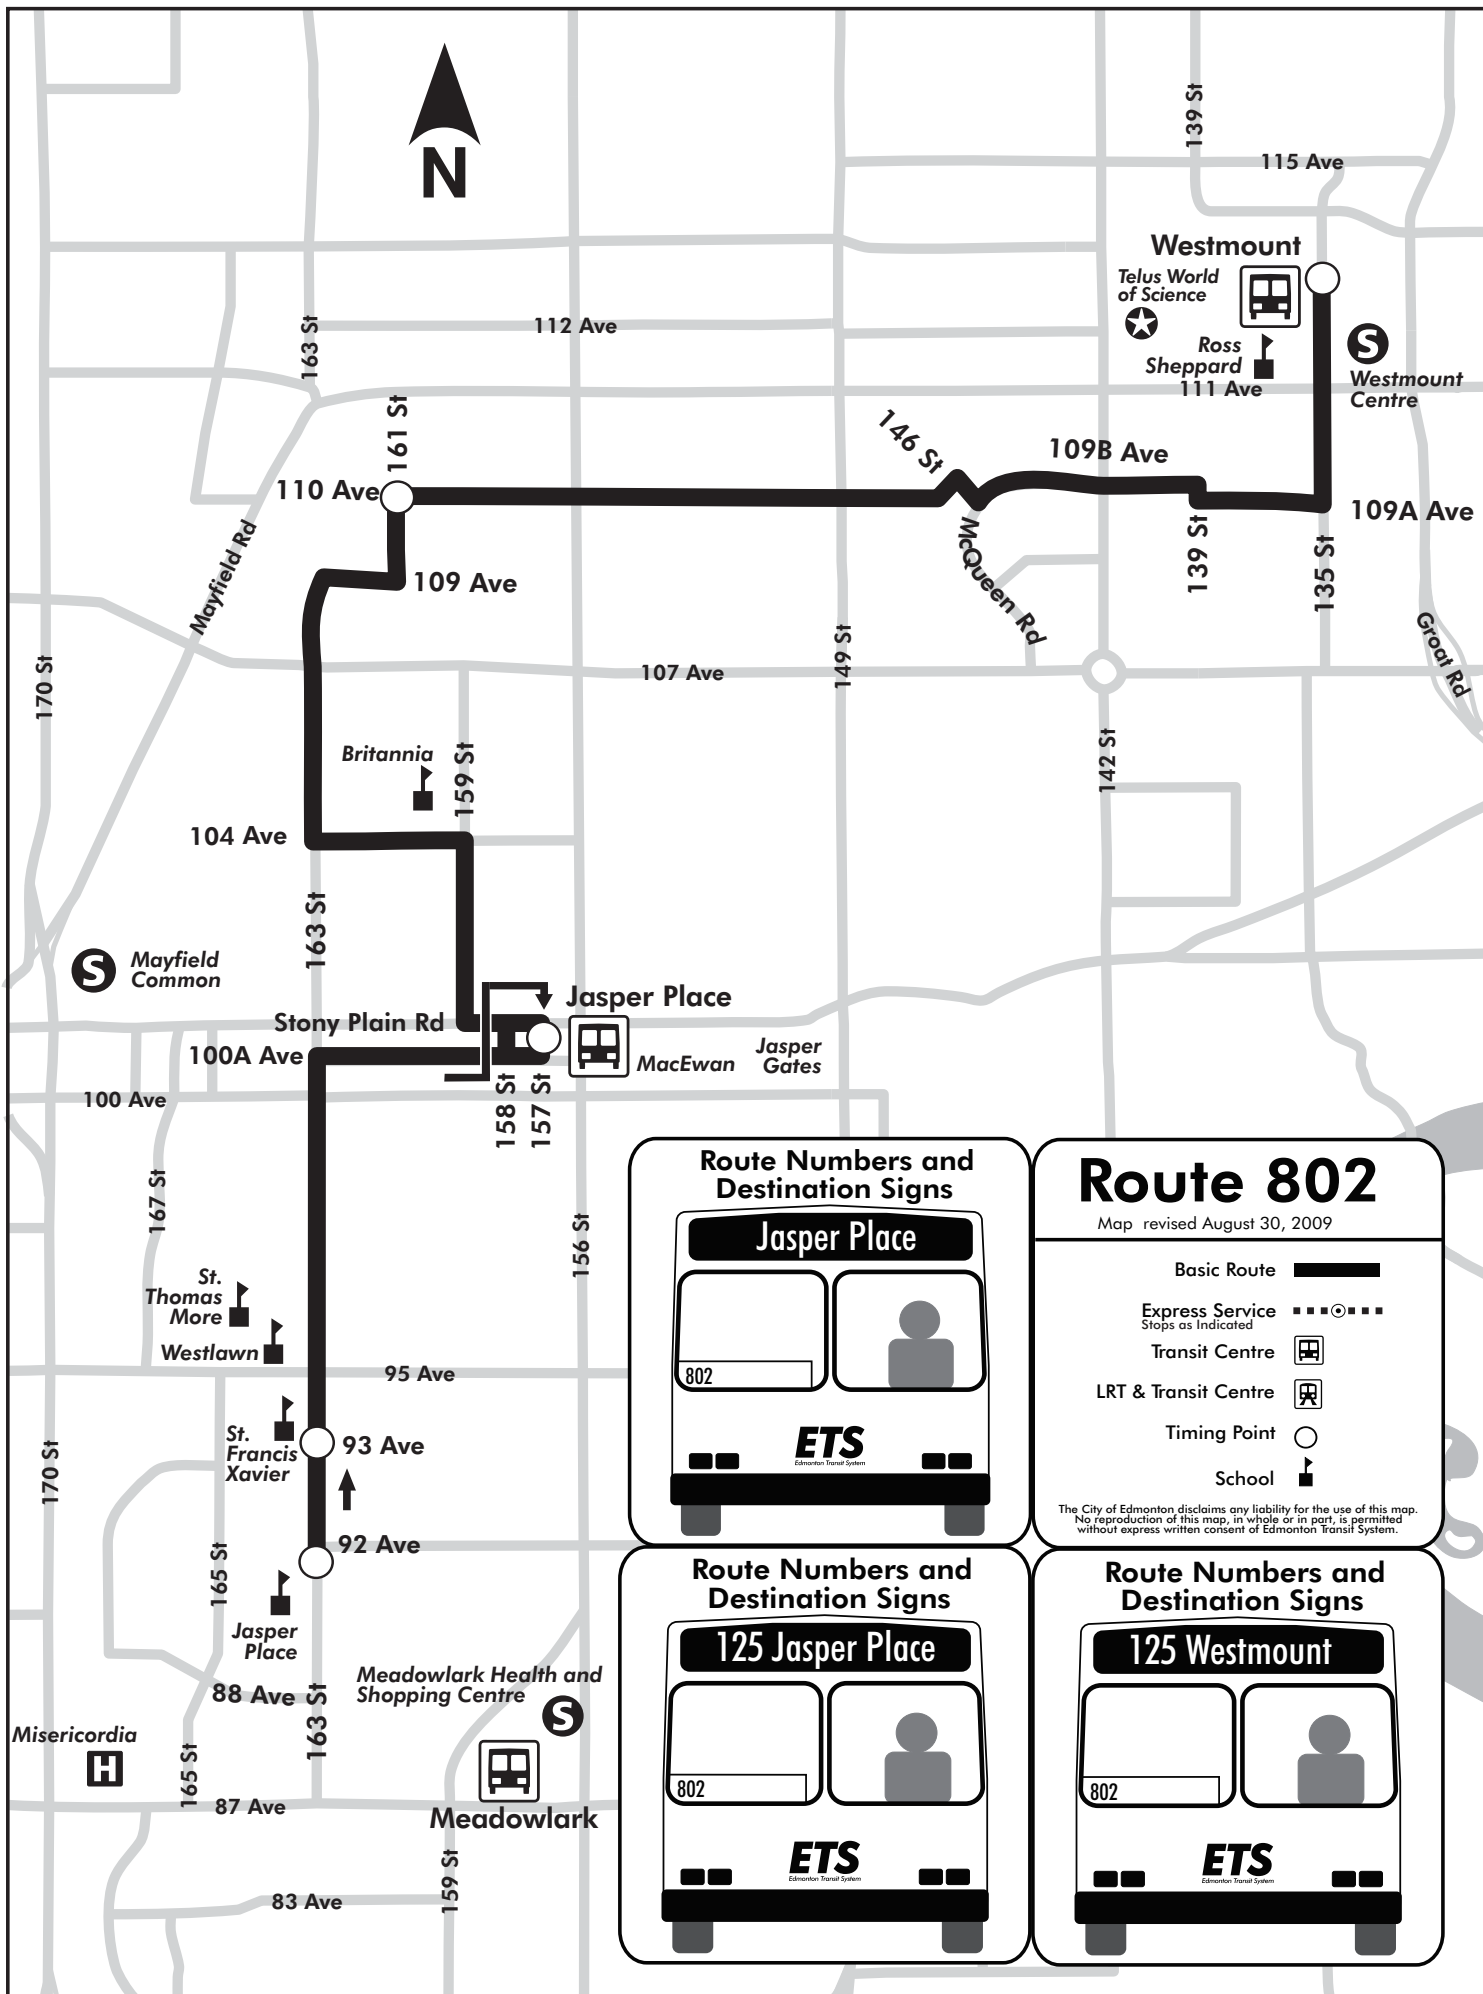 N
139 St
115 Ave
Westmount
Telus World
of Science
163 St
112 Ave
Ross
Sheppard
S
111 Ave
Westmount
Centre
161 St
146 St
109B Ave
110 Ave
109A Ave
Mayfield Rd
McQueen Rd
139 St
135 St
109 Ave
Groat Rd
170 St
149 St
107 Ave
142 St
Britannia
159 St
104 Ave
163 St
S
Mayfield
Common
Jasper Place
Stony Plain Rd
100A Ave
MacEwan
Jasper
Gates
100 Ave
158 St
157 St
167 St
156 St
St.
Thomas
More
Westlawn
95 Ave
St.
Francis
Xavier
93 Ave
170 St
92 Ave
165 St
Jasper
Place
88 Ave
163 St
Meadowlark Health and
Shopping Centre
S
Misericordia
H
165 St
87 Ave
Meadowlark
159 St
83 Ave
Route Numbers and
Destination Signs
Jasper Place
802
ETS
Edmonton Transit System
Route 802
Map revised August 30, 2009
Basic Route
Express Service
Stops as Indicated
Transit Centre
LRT & Transit Centre
Timing Point
School
The City of Edmonton disclaims any liability for the use of this map.
No reproduction of this map, in whole or in part, is permitted
without express written consent of Edmonton Transit System.
Route Numbers and
Destination Signs
125 Jasper Place
802
ETS
Edmonton Transit System
Route Numbers and
Destination Signs
125 Westmount
802
ETS
Edmonton Transit System